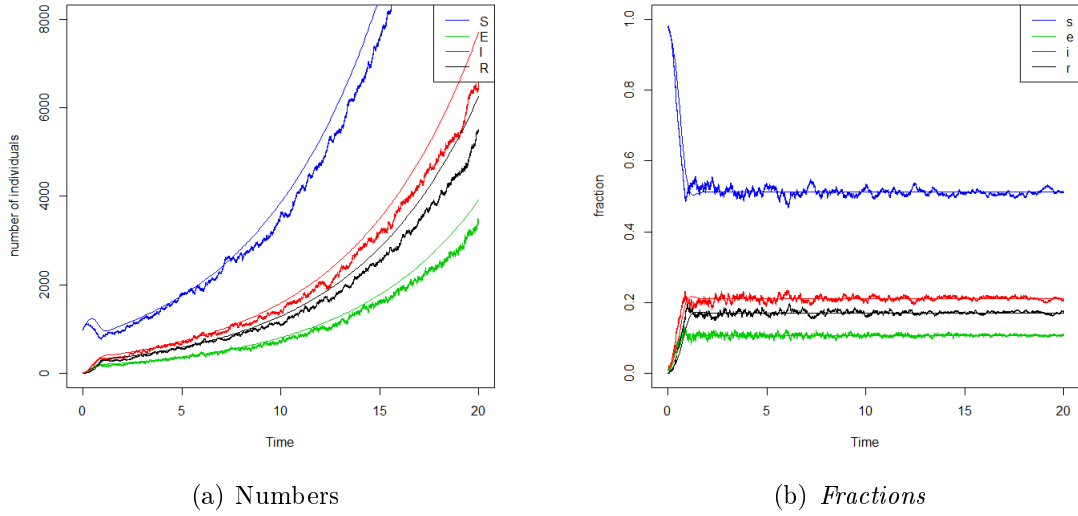 8000
6000
4000
2000
0
number of individuals
S
E
I
R
0 5 10 15 20
Time
(a) Numbers
1.0
0.8
0.6
0.4
0.2
0.0
fraction
s
e
i
r
0 5 10 15 20
Time
(b) Fractions